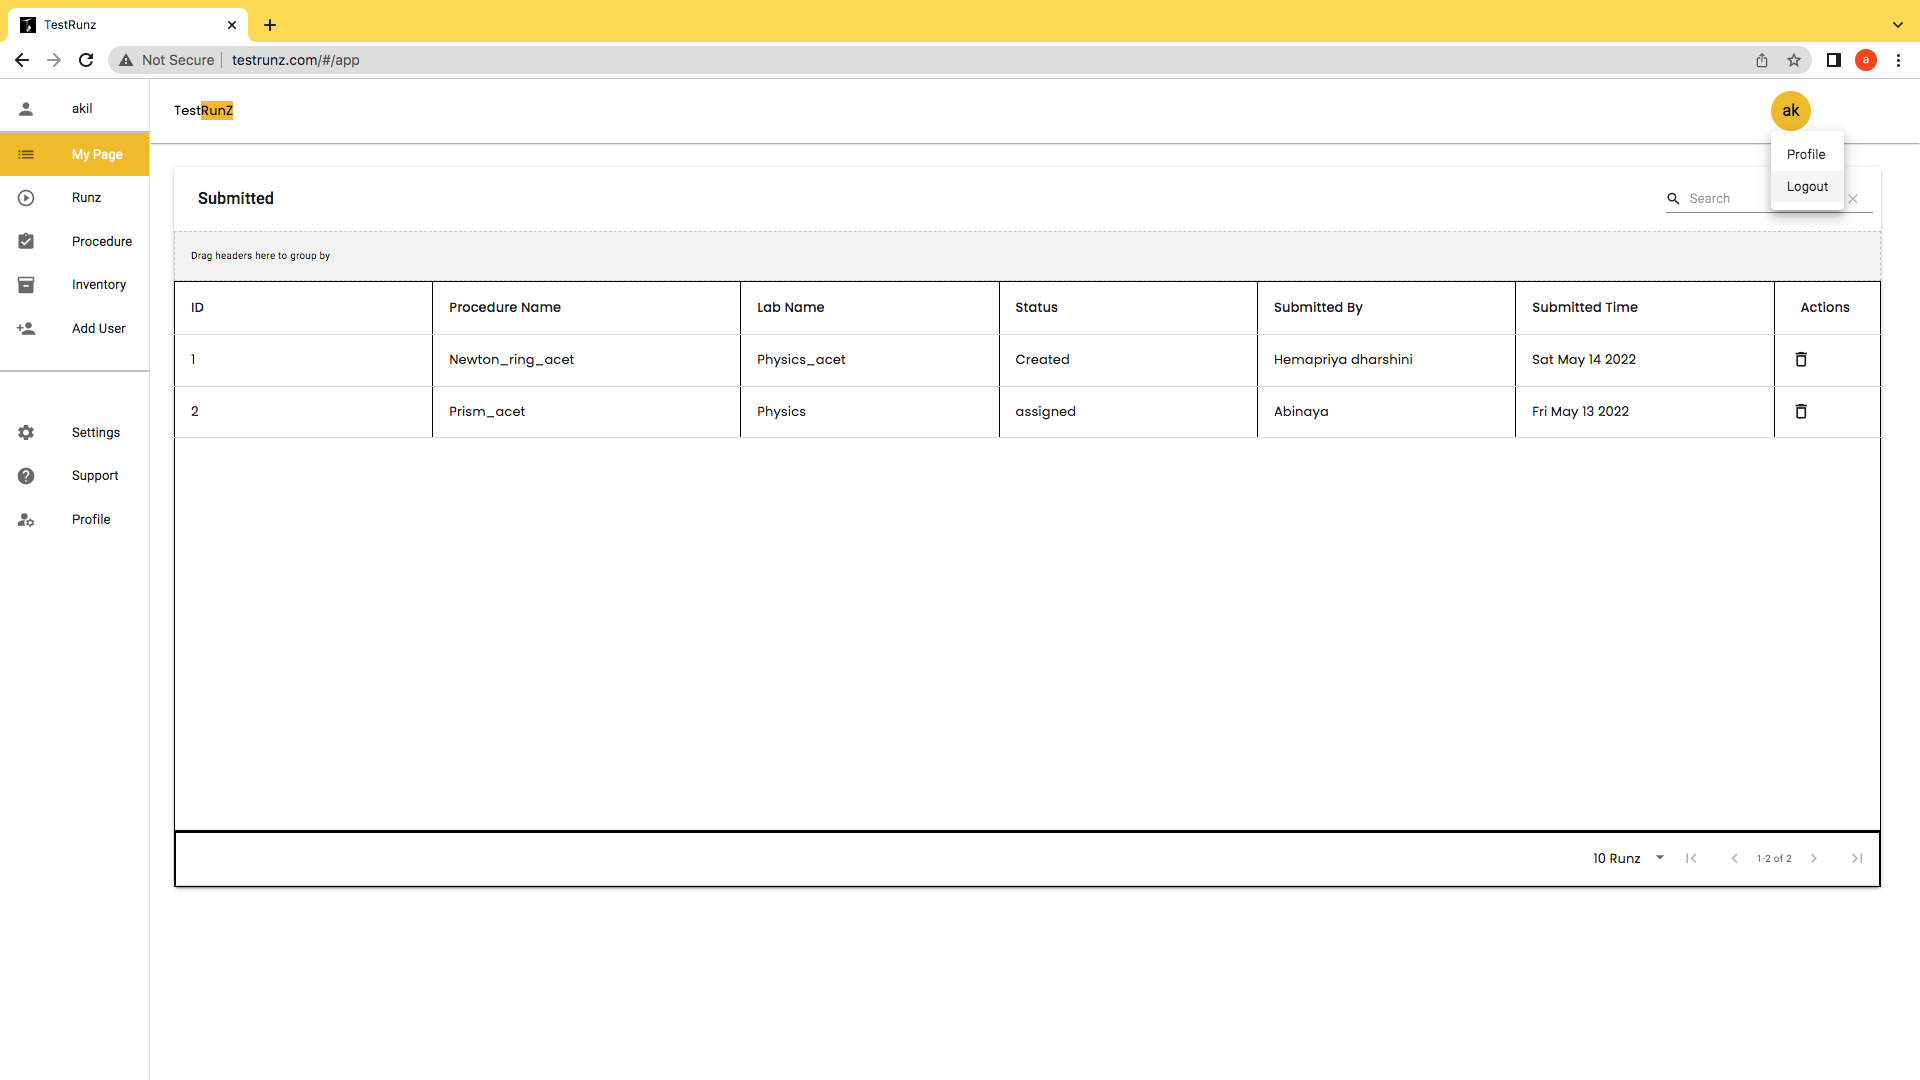 TestRunz
Not Secure testrunz.com/#/app
a
akil
My Page
Runz
Procedure
Inventory
Add User
Settings
Support
Profile
TestRunZ
ak
Profile
Logout
Submitted
Search
Drag headers here to group by
ID Procedure Name Lab Name Status Submitted By Submitted Time Actions
1 Newton_ring_acet Physics_acet Created Hemapriya dharshini Sat May 14 2022
2 Prism_acet Physics assigned Abinaya Fri May 13 2022
10 Runz 1-2 of 2